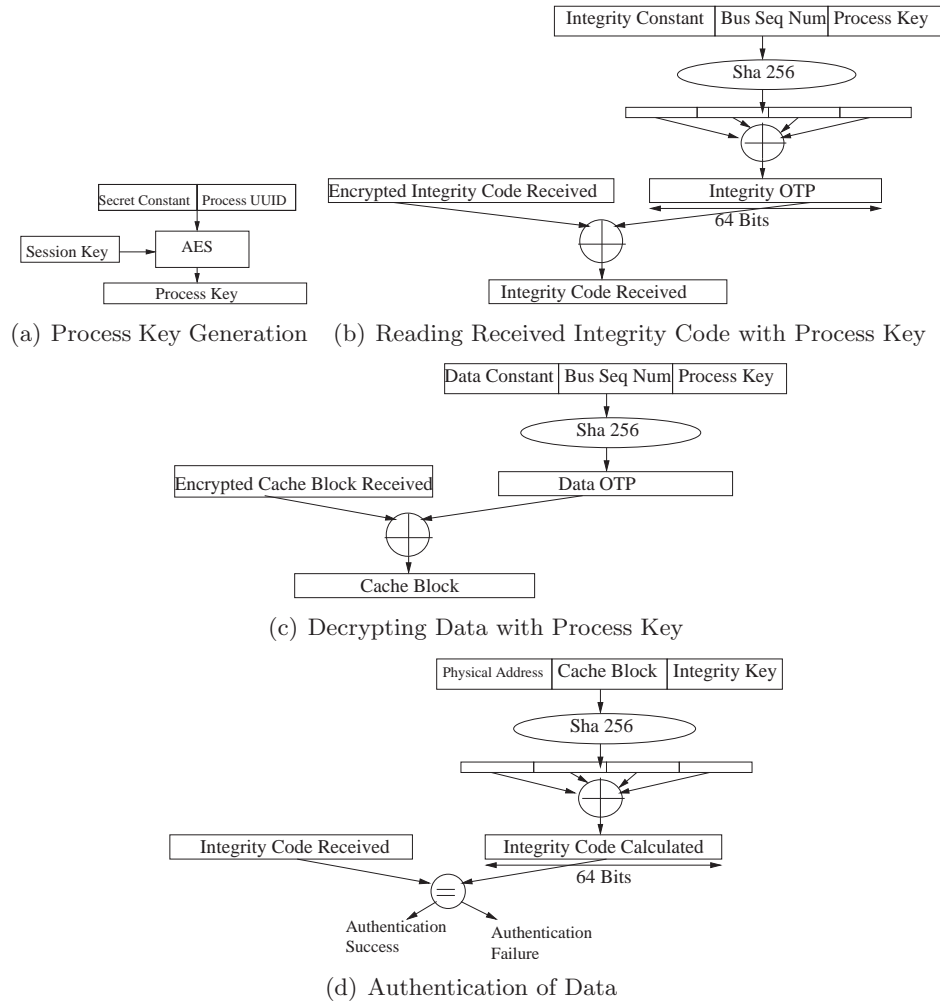 Integrity Constant Bus Seq Num Process Key
Sha 256
Encrypted Integrity Code Received Integrity OTP
64 Bits
Integrity Code Received
Secret Constant Process UUID
Session Key AES
Process Key
(a) Process Key Generation (b) Reading Received Integrity Code with Process Key
Data Constant Bus Seq Num Process Key
Sha 256
Encrypted Cache Block Received Data OTP
Cache Block
(c) Decrypting Data with Process Key
Physical Address Cache Block Integrity Key
Sha 256
Integrity Code Received Integrity Code Calculated
64 Bits
=
Authentication Success
Authentication Failure
(d) Authentication of Data